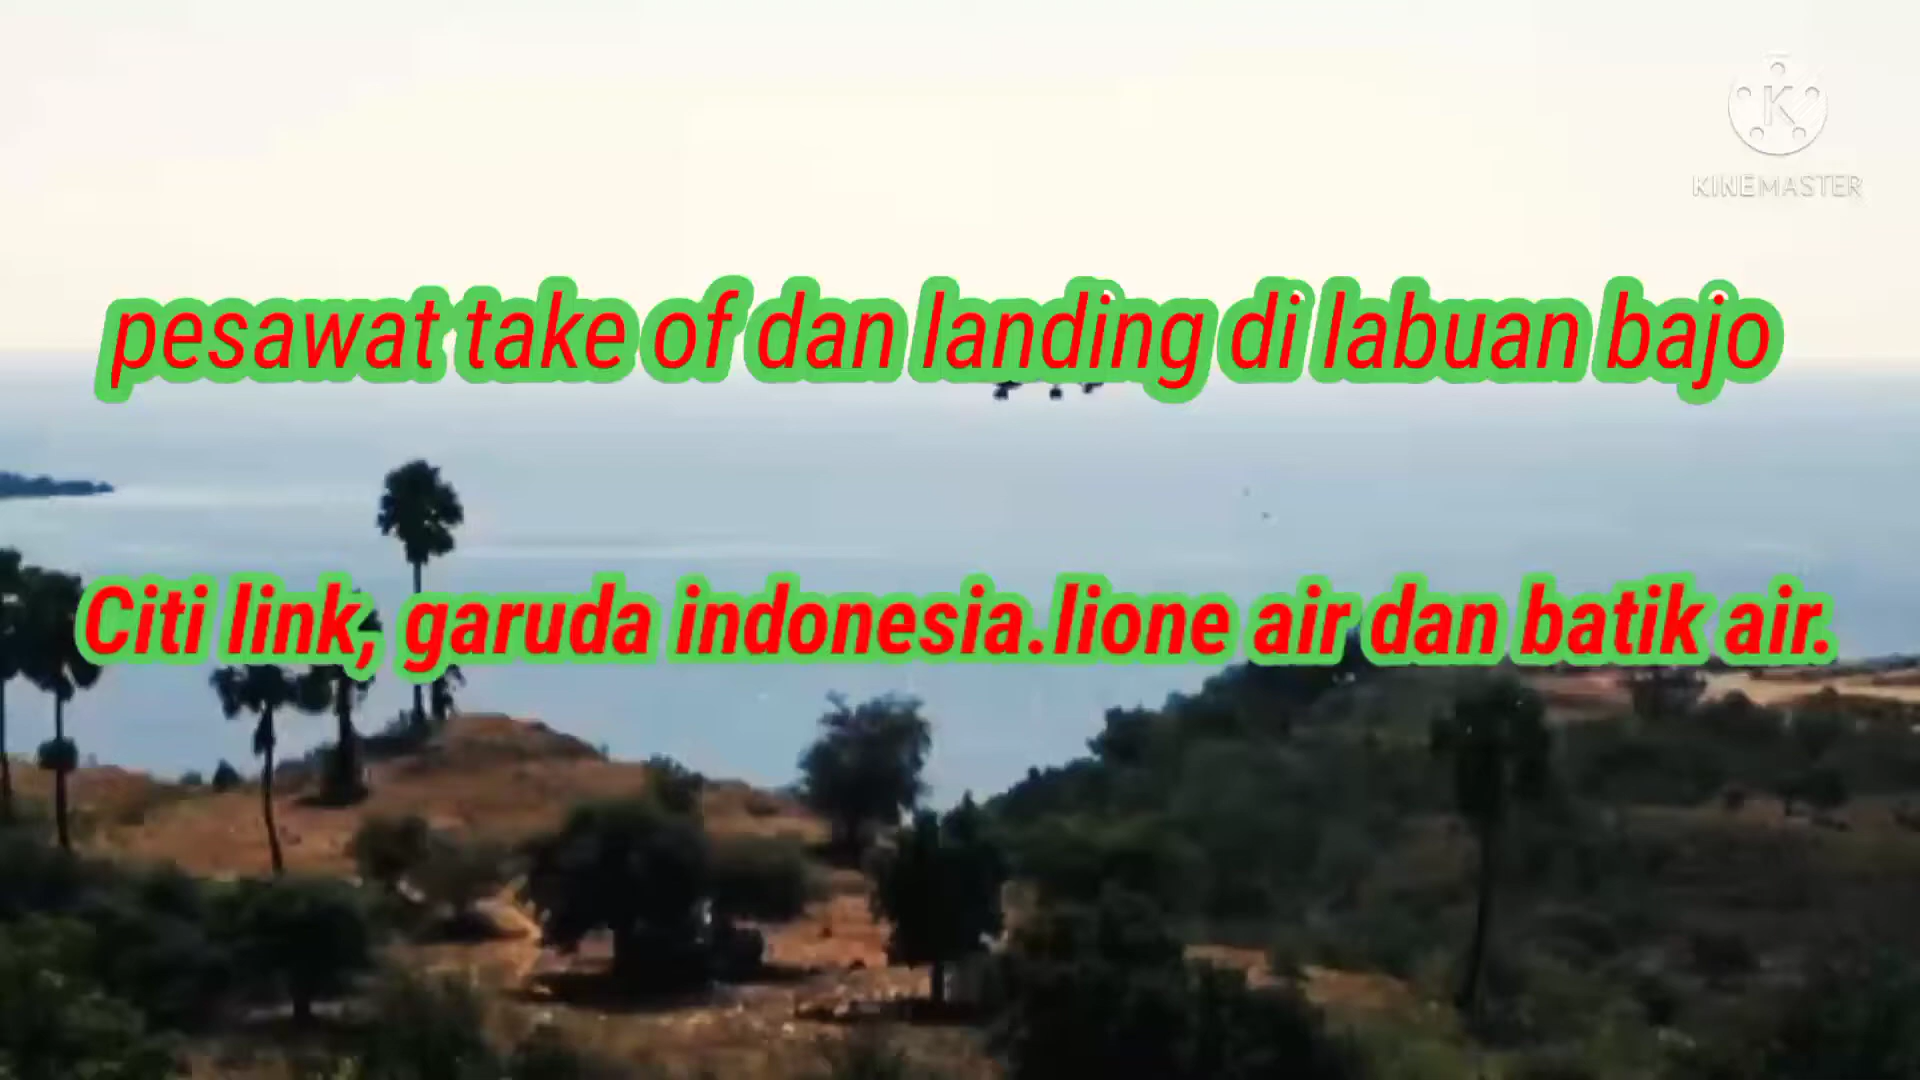 K
KINEMASTER
pesawat take of dan landing di labuan bajo
Citi link, garuda indonesia.lione air dan batik air.